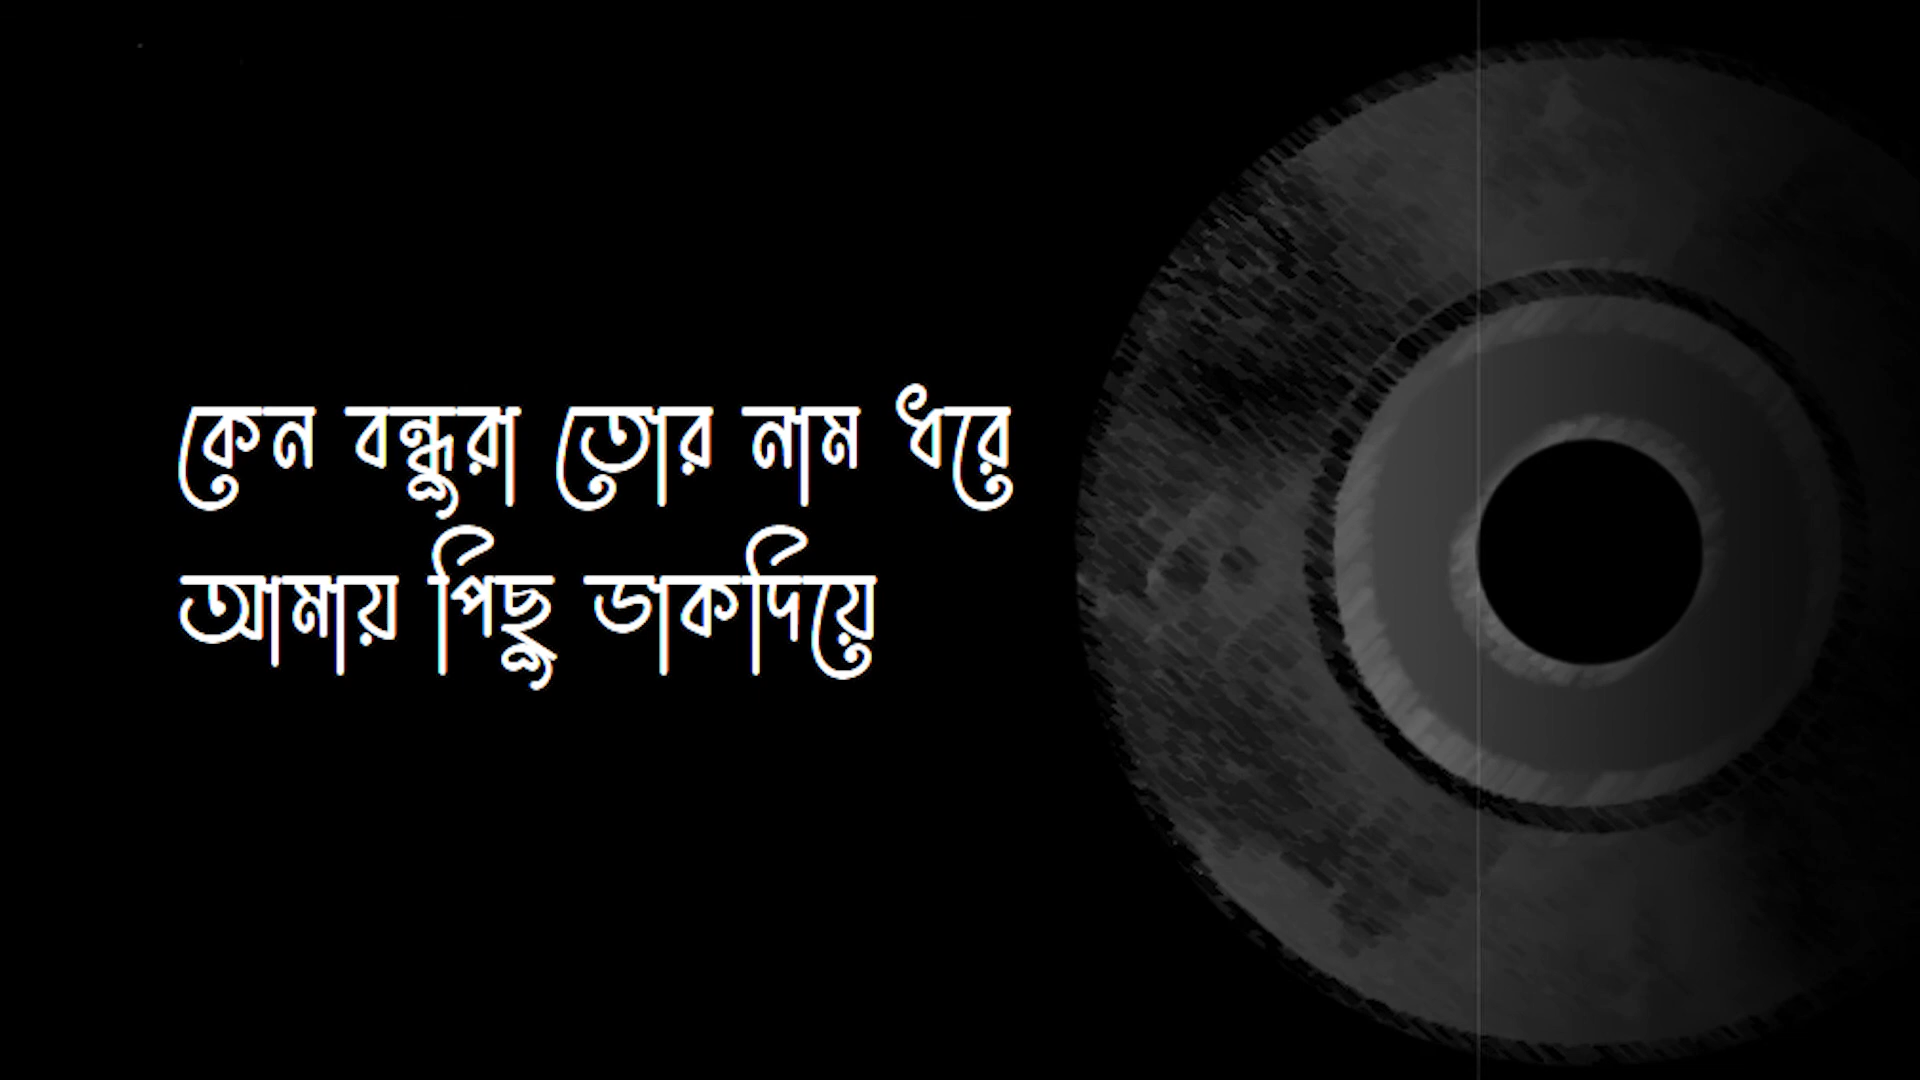 কেন বন্ধুরা তোর নাম ধরে
আমায় পিছু ডাকদিয়ে